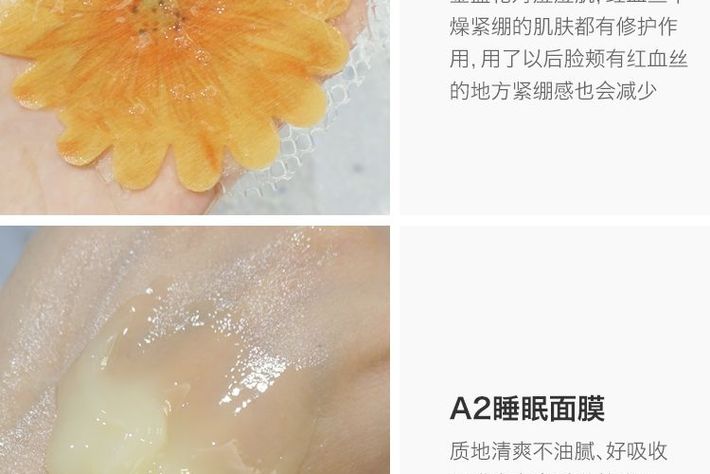 燥紧绷的肌肤都有修护作
用，用了以后脸颊有红血丝
的地方紧绷感也会减少
A2睡眠面膜
质地清爽不油腻、好吸收